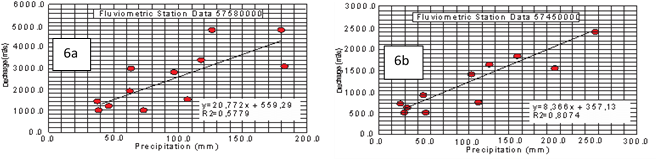 Fluviometric Station Data 57580000
6000.0
5000.0
4000.0
3000.0
2000.0
1000.0
0.0
6a
y=20,772x + 559,29
R2=0,5779
0.0 50.0 100.0 150.0 200.0
Precipitation (mm)
Discharge(m3/s)
Fluviometric Station Data 57450000
3000.0
2500.0
2000.0
1500.0
1000.0
500.0
0.0
6b
y=8,366x + 357,13
R2=0,8074
0.0 50.0 100.0 150.0 200.0 250.0 300.0
Precipitation (mm)
Discharge(m3/s)